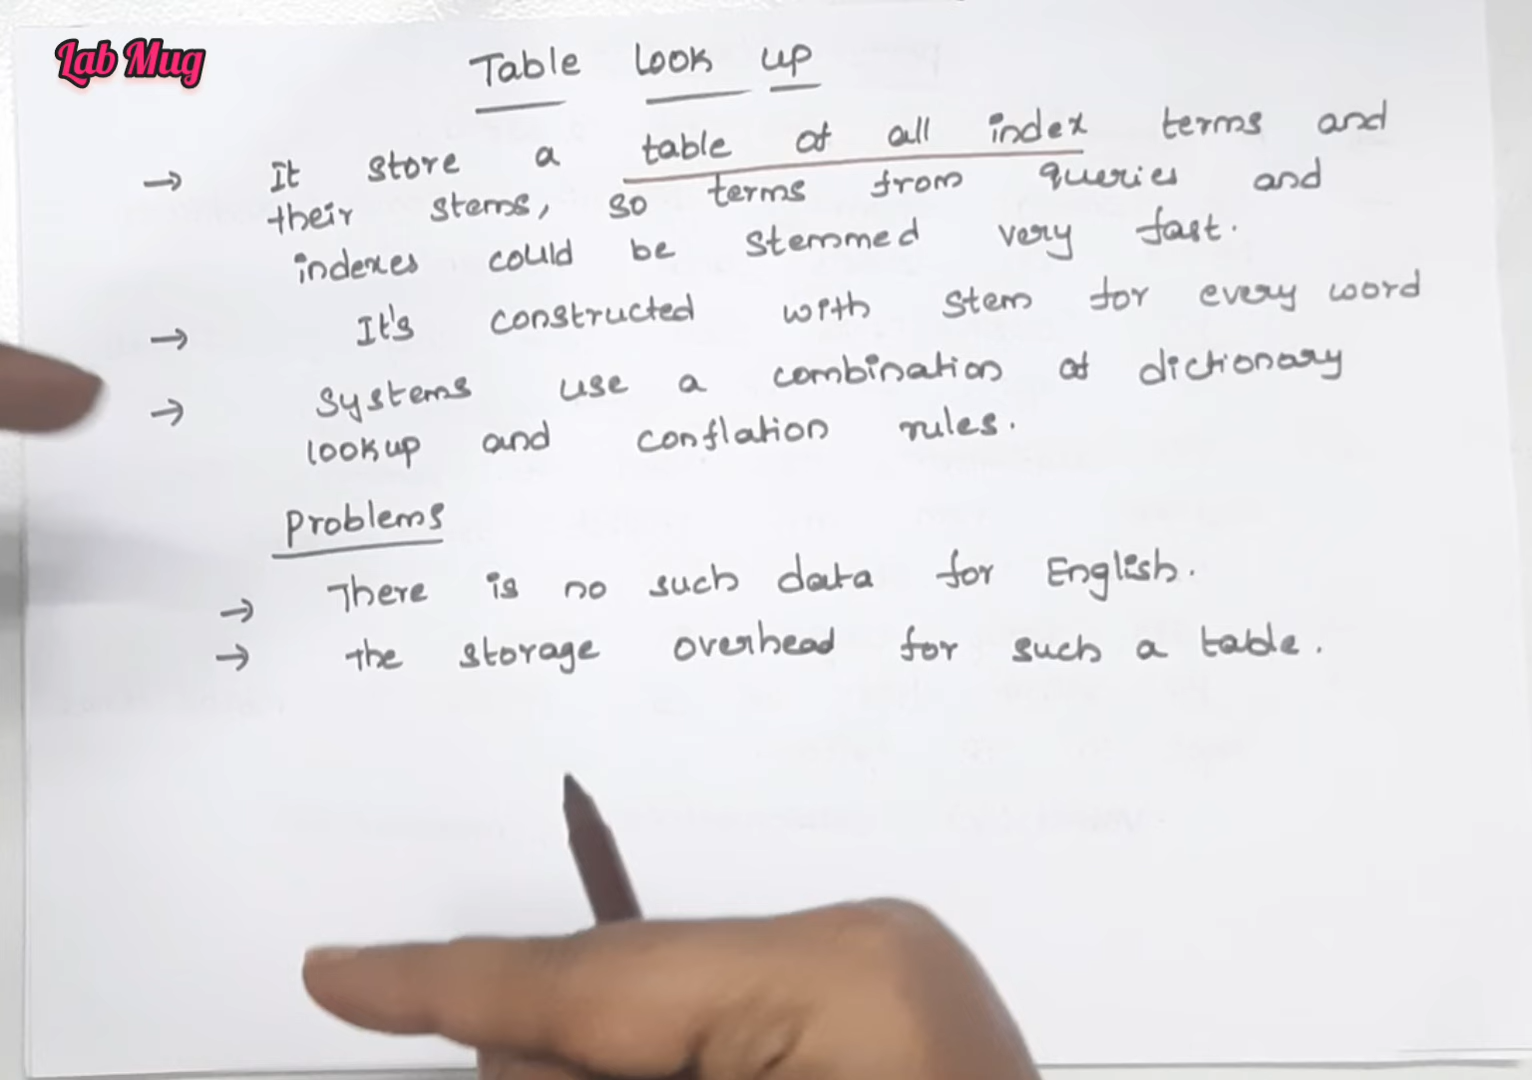 Lab Mug
Table Look up
→ It store a table of all index terms and
their stems, so terms from queries and
indexes could be stemmed very fast.
→ It's constructed with stem for every word
→ Systems use a combination of dictionary
lookup and conflation rules.
Problems
→ There is no such data for English.
→ The storage overhead for such a table.